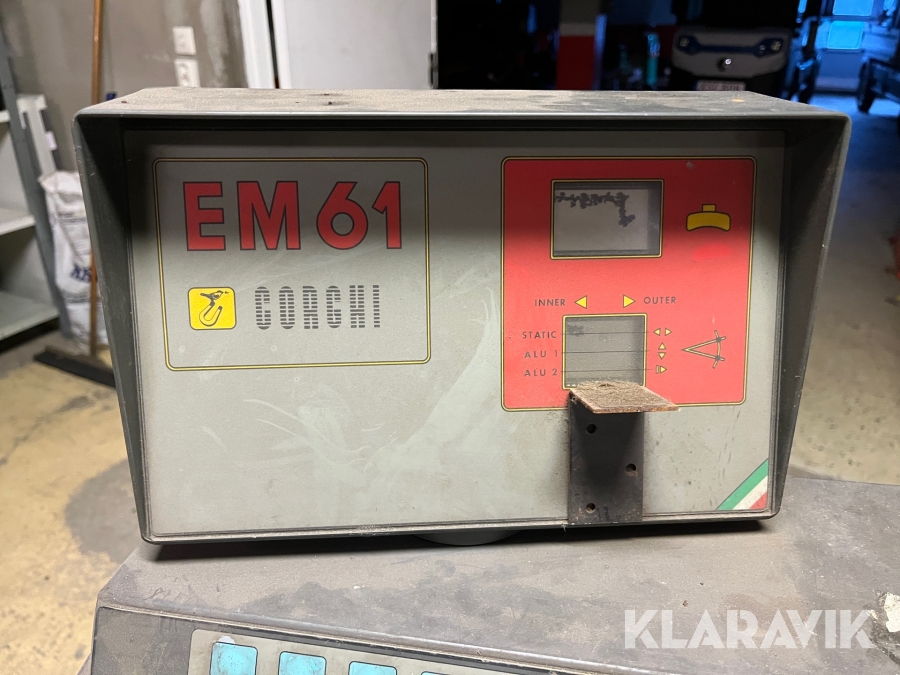 EM61
CORGHI
INNER OUTER
STATIC
ALU 1
ALU 2
KLARAVIK